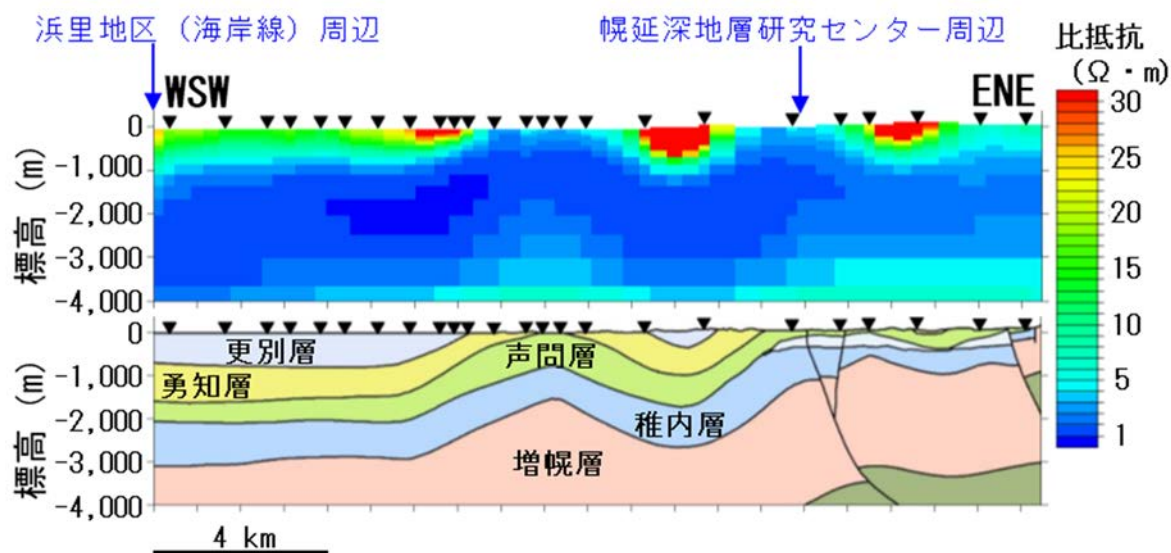 浜里地区（海岸線）周辺
幌延深地層研究センター周辺
比抵抗
（Ω・m）
WSW
ENE
標高 (m)
0
-1,000
-2,000
-3,000
-4,000
30
25
20
15
10
5
1
標高 (m)
0
-1,000
-2,000
-3,000
-4,000
更別層
勇知層
声問層
稚内層
増幌層
4 km